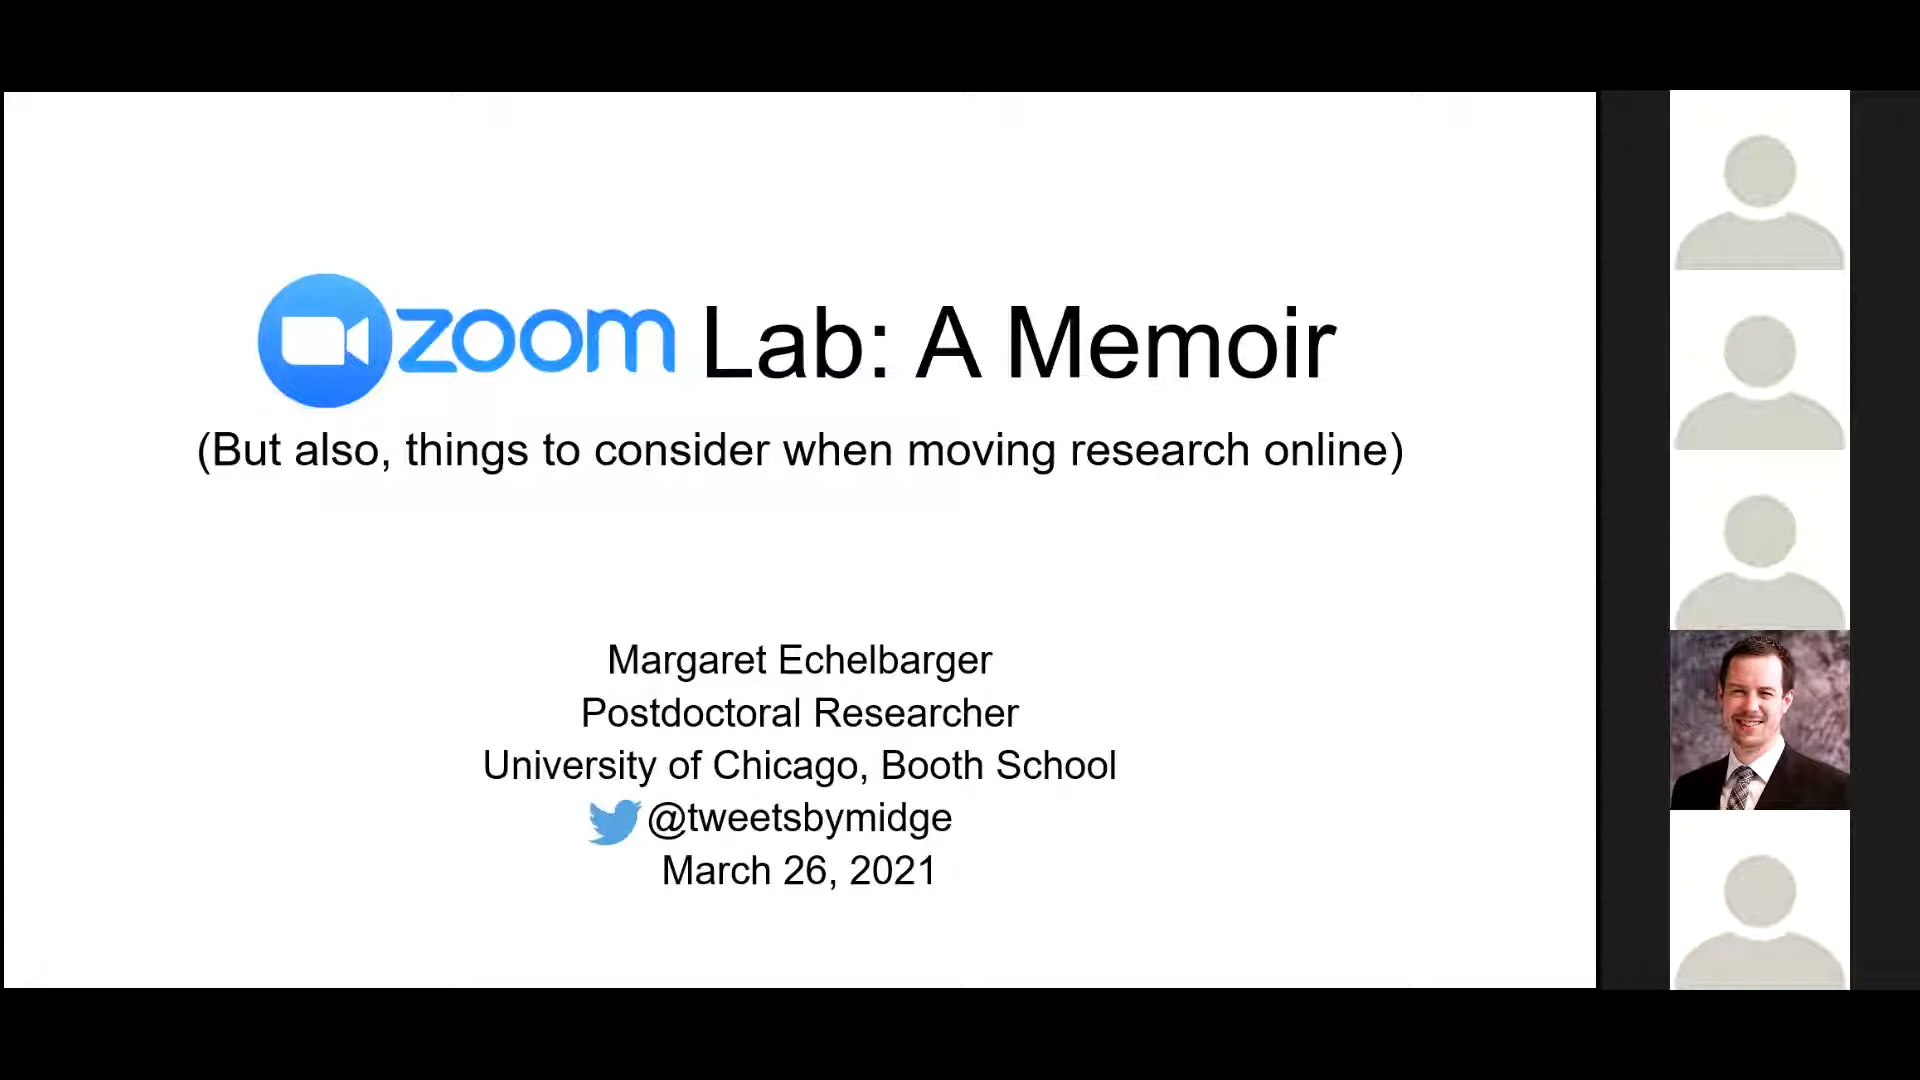 zoom Lab: A Memoir
(But also, things to consider when moving research online)
Margaret Echelbarger
Postdoctoral Researcher
University of Chicago, Booth School
@tweetsbymidge
March 26, 2021